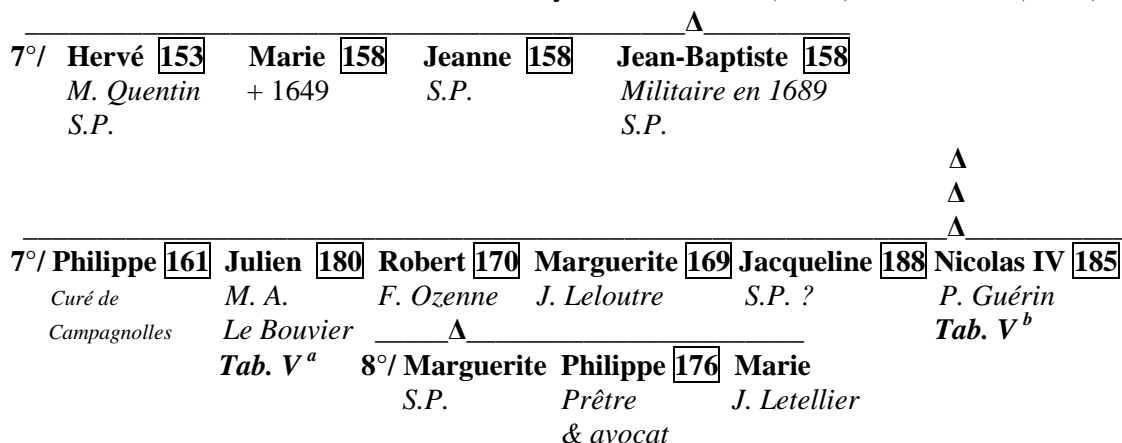 Δ
7°/ Hervé 153 Marie 158 Jeanne 158 Jean-Baptiste 158
M. Quentin + 1649 S.P. Militaire en 1689
S.P. S.P.
Δ
Δ
Δ
7°/ Philippe 161 Julien 180 Robert 170 Marguerite 169 Jacqueline 188 Nicolas IV 185
Curé de M. A. F. Ozenne J. Leloutre S.P. ? P. Guérin
Campagnolles Le Bouvier Δ Tab. V b
Tab. V a 8°/ Marguerite Philippe 176 Marie
S.P. Prêtre J. Letellier
& avocat